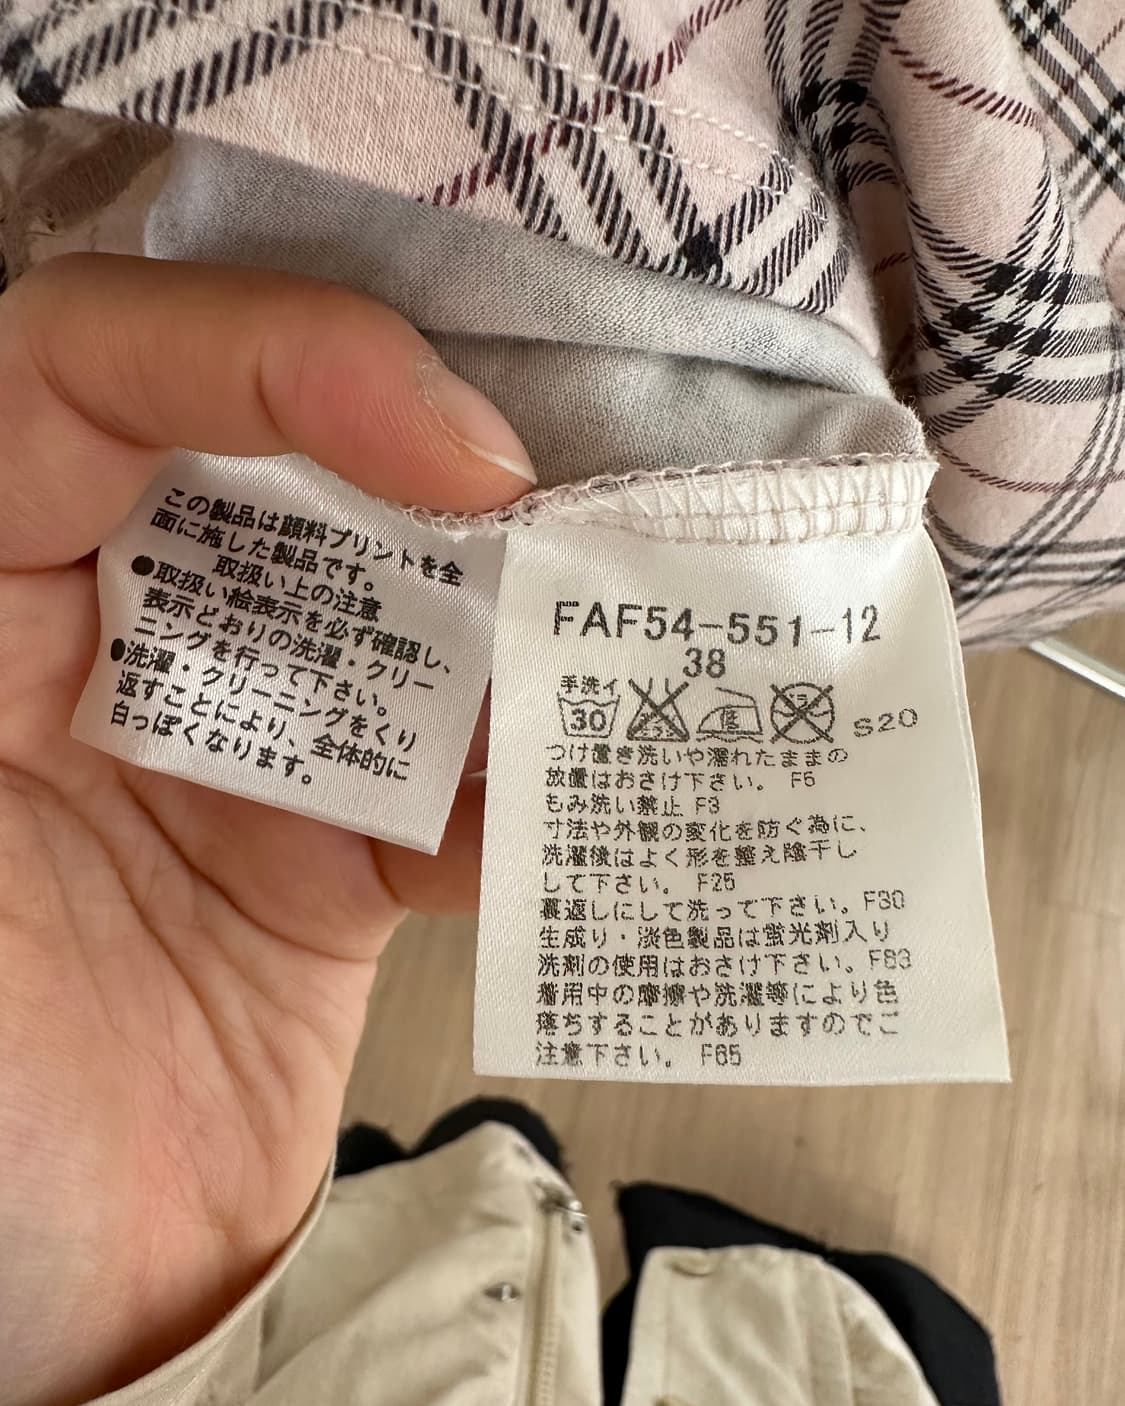 この製品は顔料プリントを全
面に施した製品です。
取扱い上の注意
●取扱い絵表示を必ず確認し、
表示どおりの洗濯・クリー
ニングを行って下さい。
●洗濯・クリーニングをくり
返すことにより、全体的に
白っぽくなります。
FAF54-551-12
38
手洗イ
30
低
S20
つけ置き洗いや濡れたままの
放置はおさけ下さい。 F5
もみ洗い禁止 F3
寸法や外観の変化を防ぐ為に、
洗濯後はよく形を整え陰干し
して下さい。 F25
裏返しにして洗って下さい。F30
生成り・淡色製品は蛍光剤入り
洗剤の使用はおさけ下さい。F83
着用中の摩擦や洗濯等により色
落ちすることがありますのでご
注意下さい。 F65